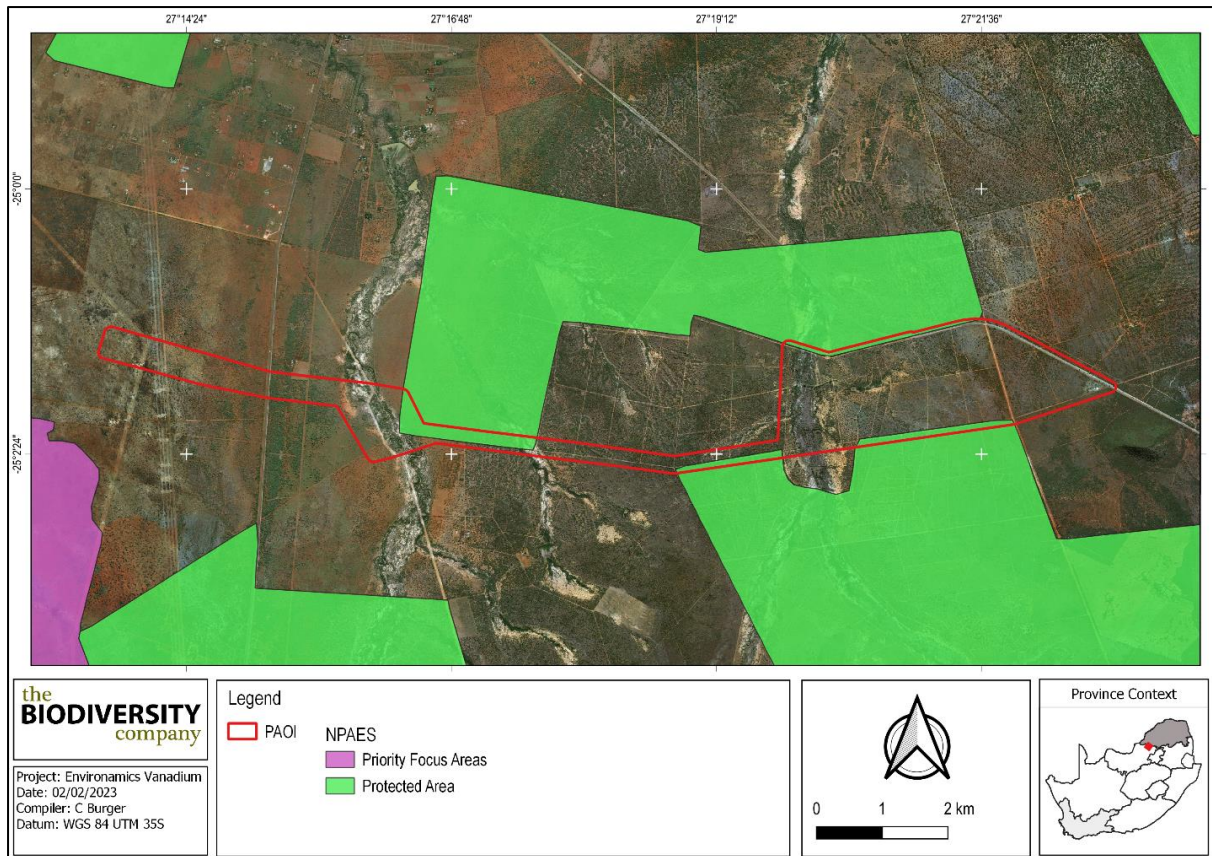 27°14'24"
27°16'48"
27°19'12"
27°21'36"
-25°0'0"
-25°2'24"
the
BIODIVERSITY
company
Project: Environamics Vanadium
Date: 02/02/2023
Compiler: C Burger
Datum: WGS 84 UTM 35S
Legend
PAOI
NPAES
Priority Focus Areas
Protected Area
0 1 2 km
Province Context